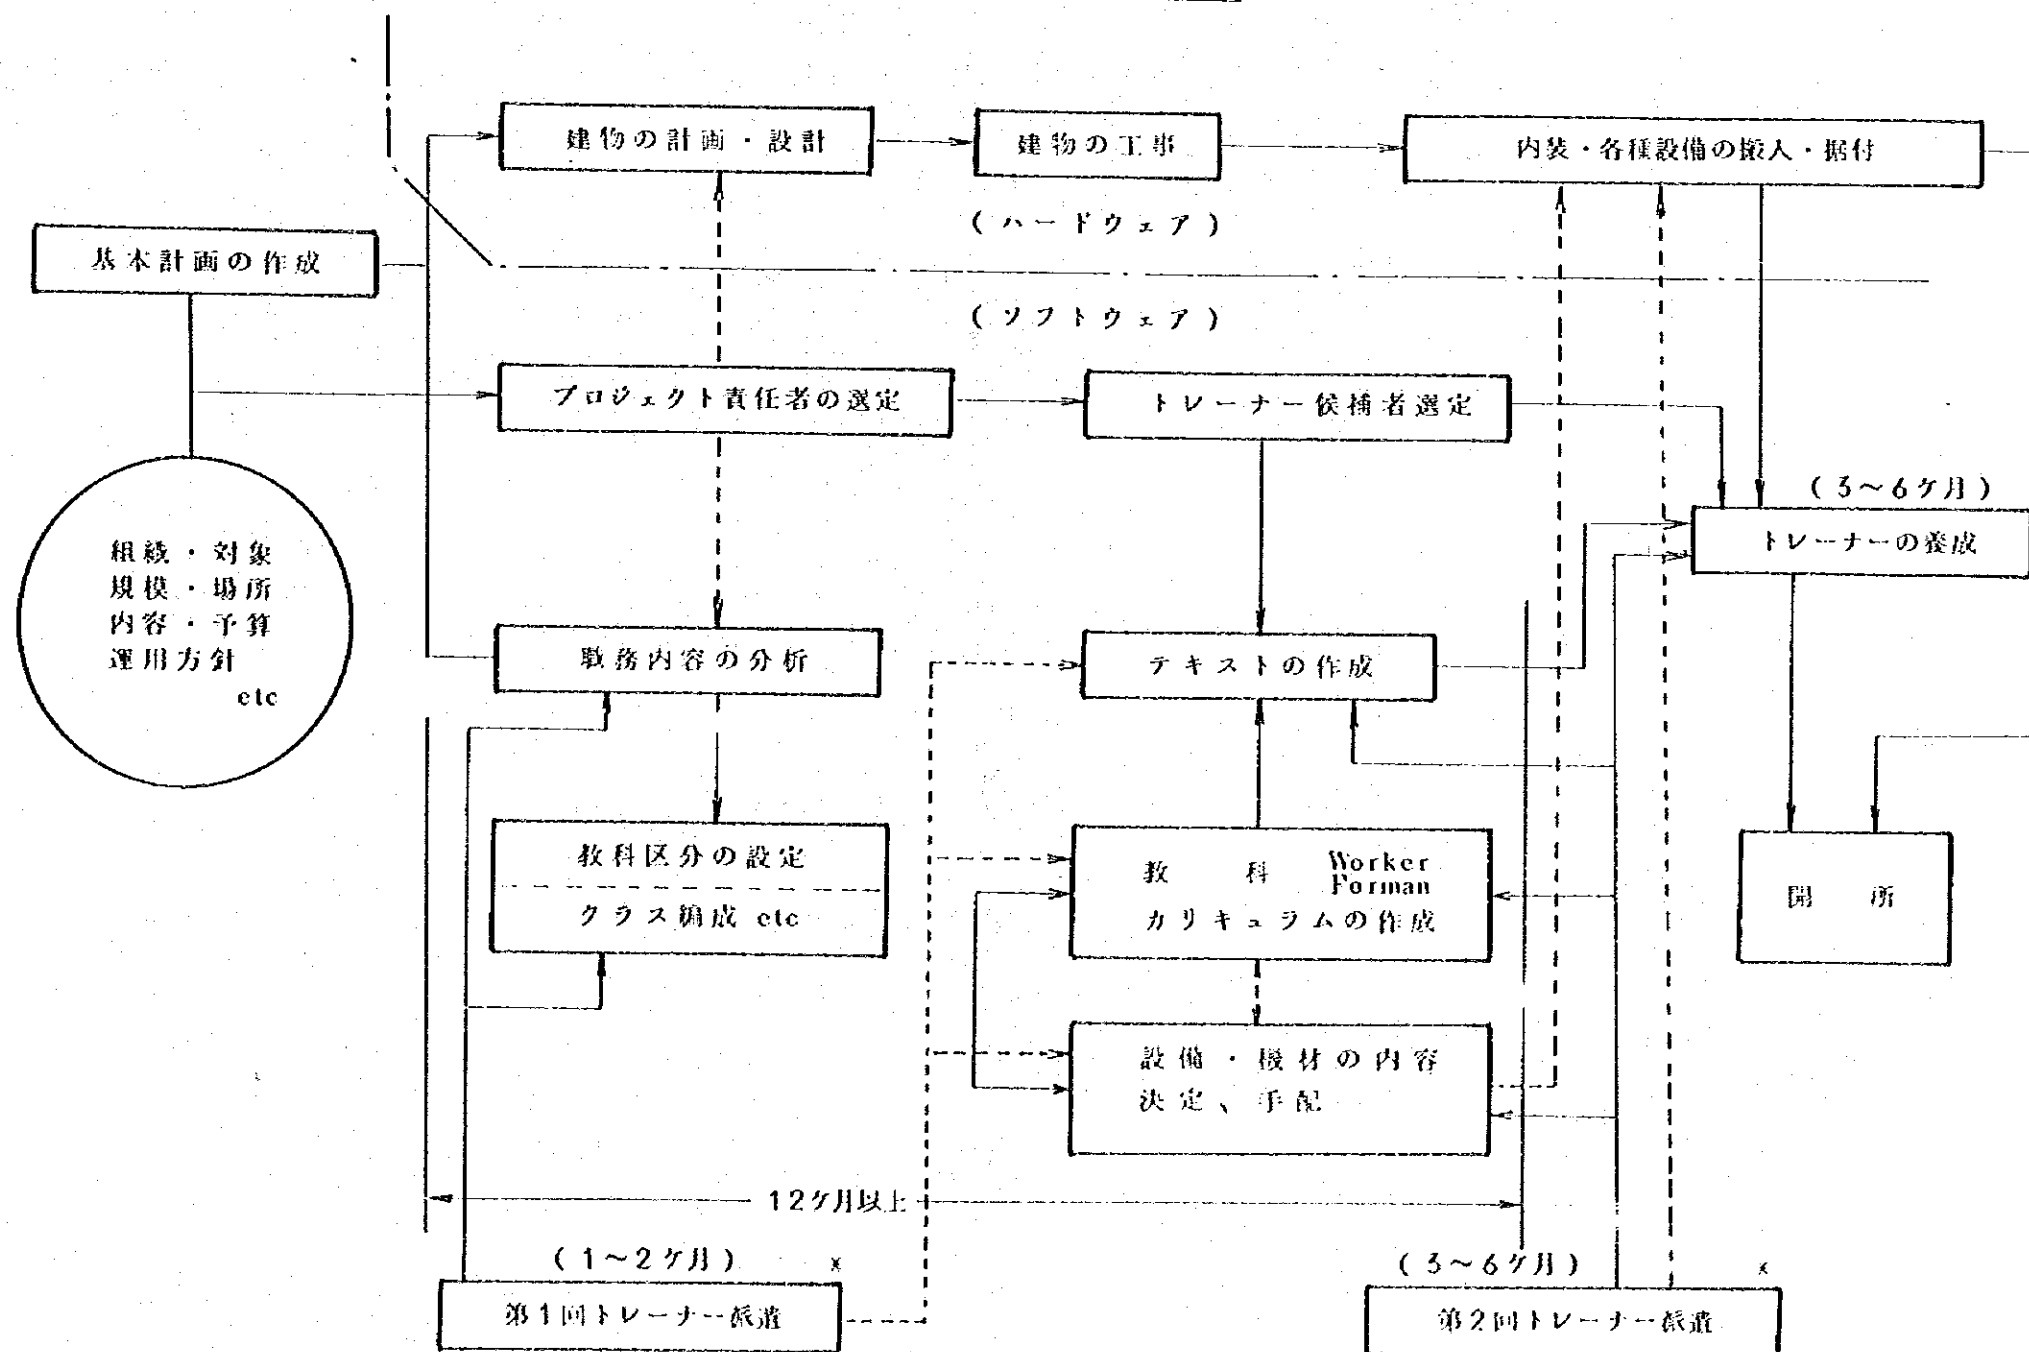 建物の計画・設計
建物の工事
内装・各種設備の搬入・据付
(ハードウェア)
基本計画の作成
(ソフトウェア)
プロジェクト責任者の選定
トレーナー候補者選定
(3～6ケ月)
トレーナーの養成
組織・対象
規模・場所
内容・予算
運用方針
etc
職務内容の分析
テキストの作成
教科区分の設定
クラス編成 etc
教 科 Worker
Forman
カリキュラムの作成
開 所
設備・機材の内容
決定、手配
12ケ月以上
(1～2ケ月) *
第1回トレーナー派遣
(3～6ケ月) *
第2回トレーナー派遣